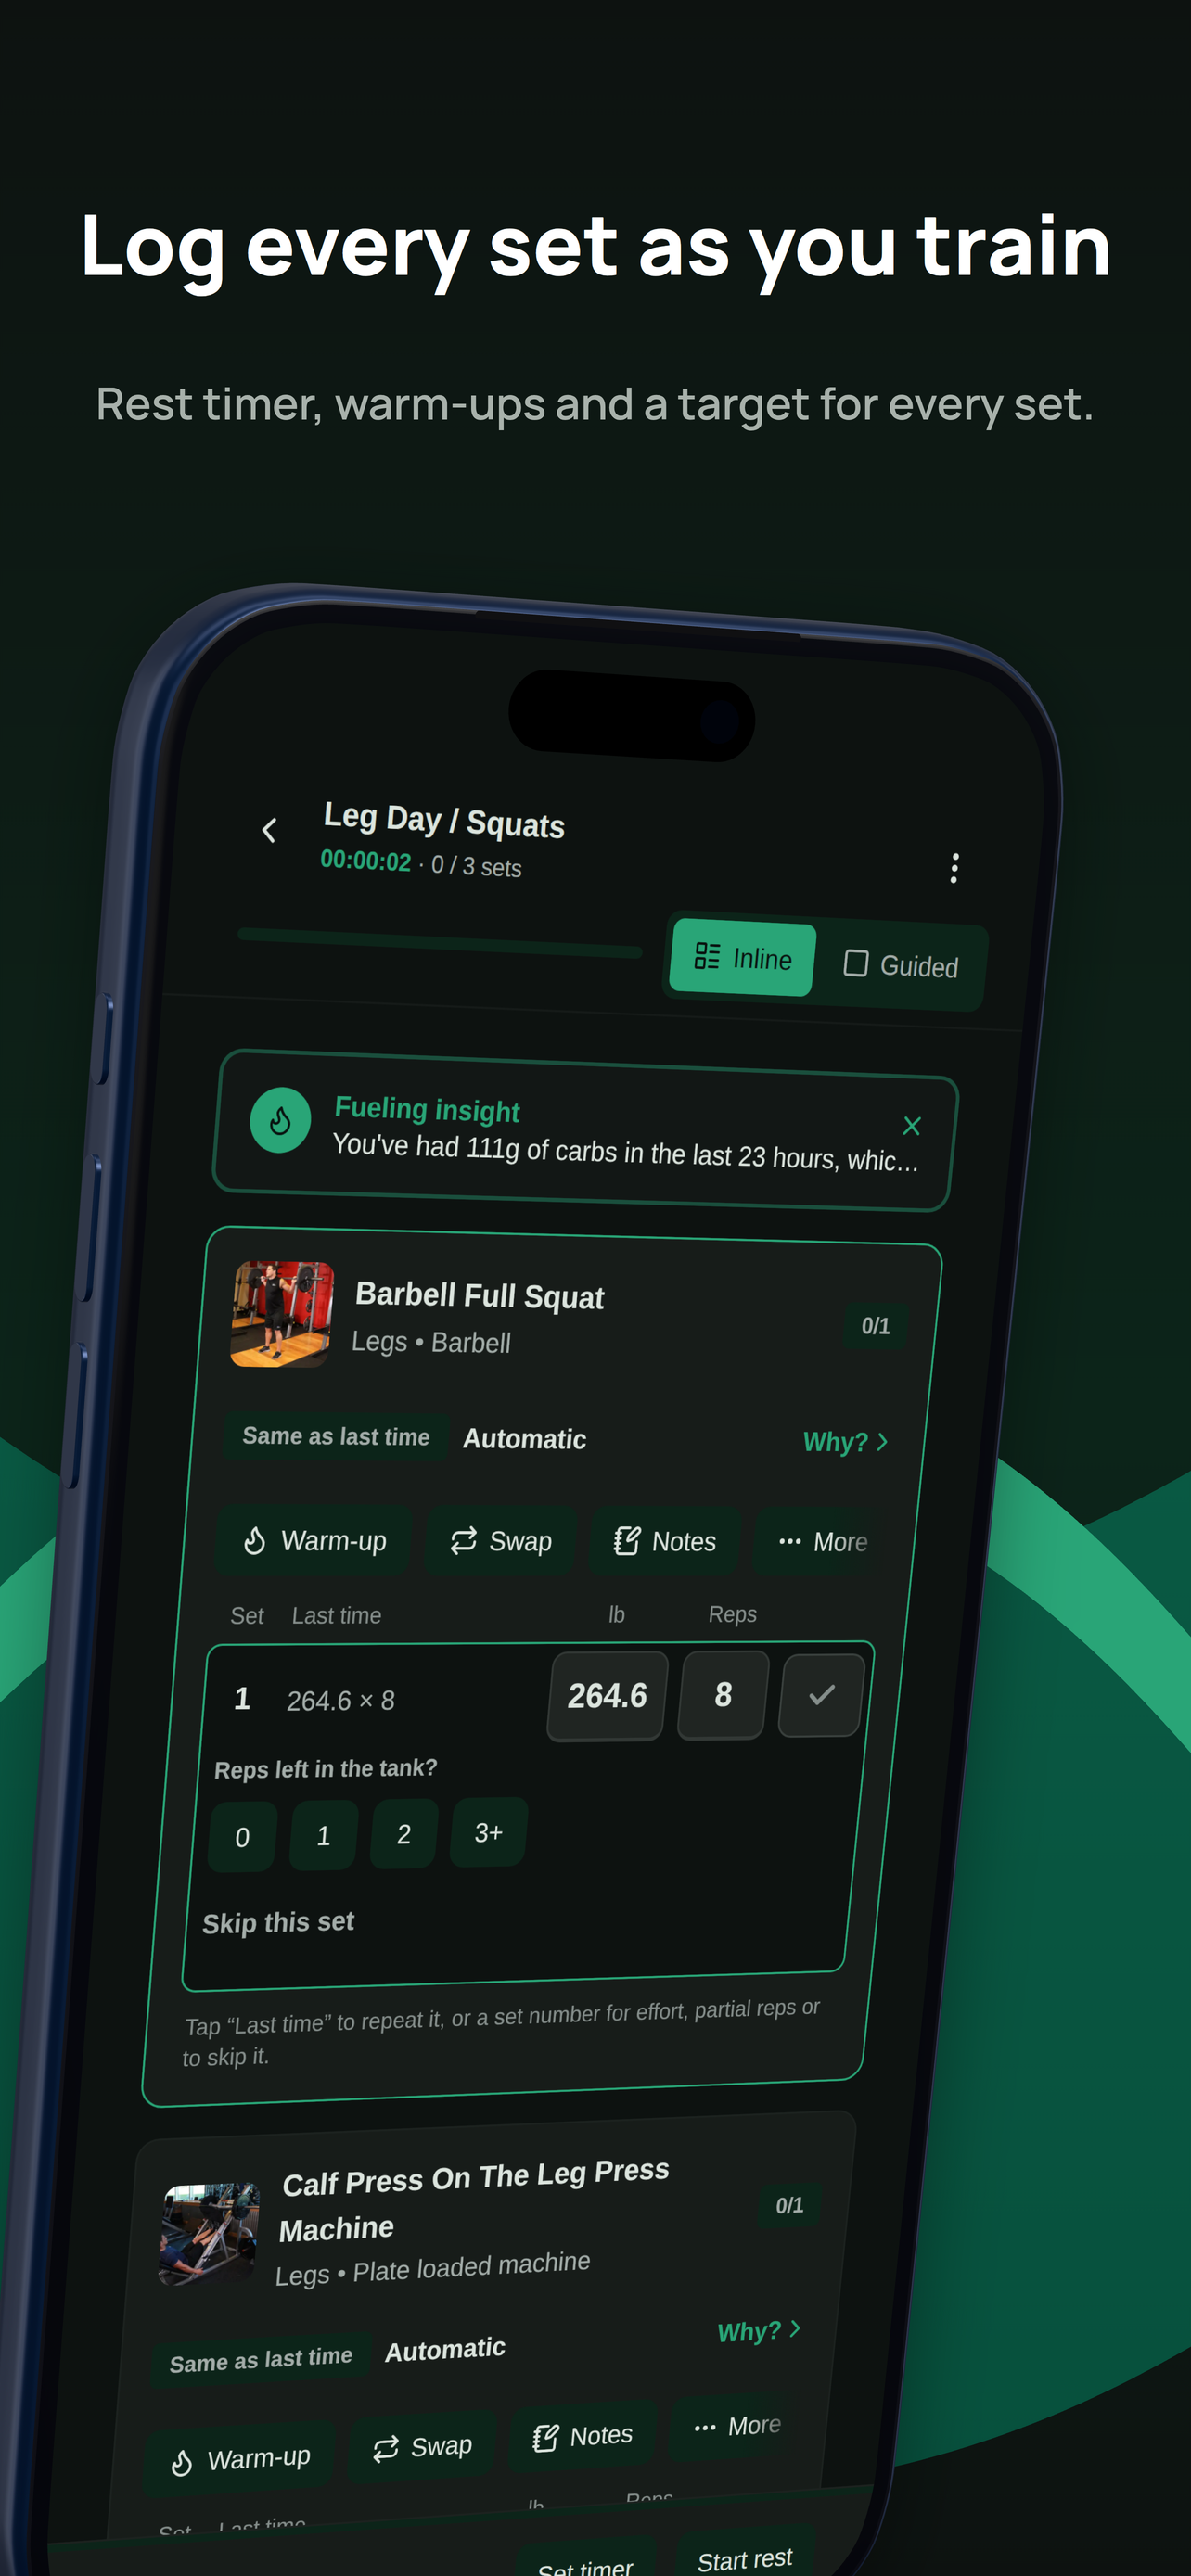 Log every set as you train
Rest timer, warm-ups and a target for every set.
Leg Day / Squats
00:00:02 · 0 / 3 sets
Inline
Guided
Fueling insight
You've had 111g of carbs in the last 23 hours, whic...
Barbell Full Squat
Legs • Barbell
0/1
Same as last time
Automatic
Why?
Warm-up
Swap
Notes
More
Set
Last time
lb
Reps
1
264.6 × 8
264.6
8
Reps left in the tank?
0
1
2
3+
Skip this set
Tap “Last time” to repeat it, or a set number for effort, partial reps or
to skip it.
Calf Press On The Leg Press
Machine
Legs • Plate loaded machine
0/1
Same as last time
Automatic
Why?
Warm-up
Swap
Notes
More
Set
Last time
lb
Reps
Set timer
Start rest